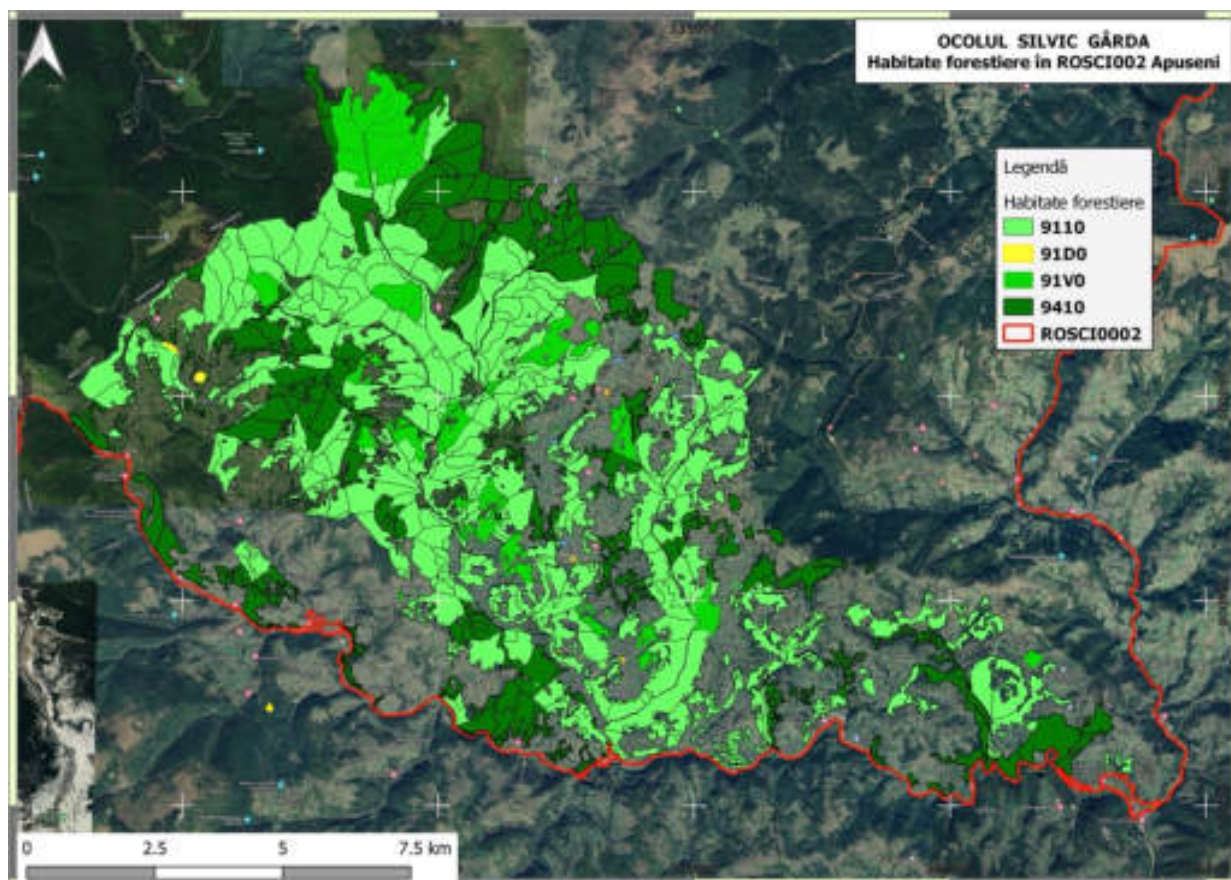 OCOLUL SILVIC GÂRDA
Habitate forestiere în ROSCI002 Apuseni
Legendă
Habitate forestiere
9110
91D0
91V0
9410
ROSCI0002
0 2.5 5 7.5 km